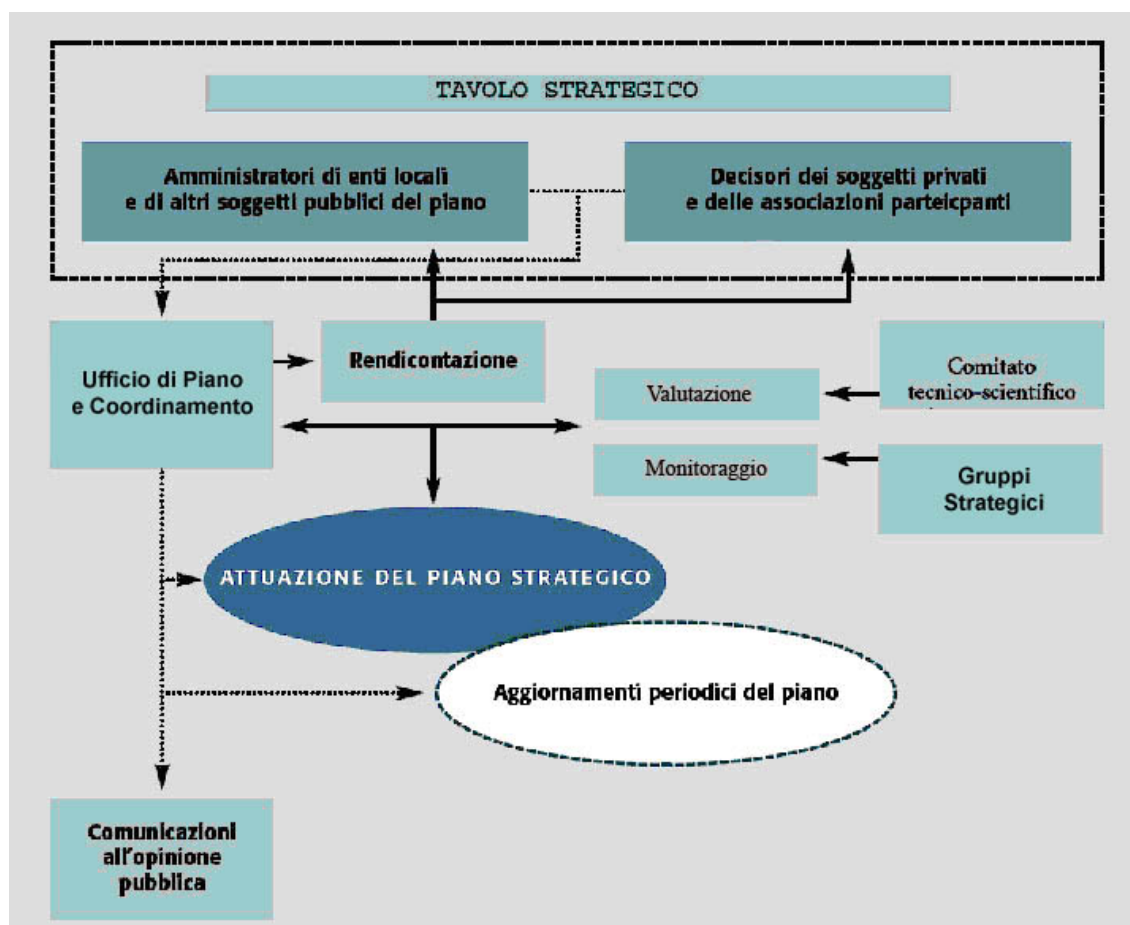 TAVOLO STRATEGICO
Amministratori di enti locali
e di altri soggetti pubblici del piano
Decisori dei soggetti privati
e delle associazioni parteicpanti
Ufficio di Piano
e Coordinamento
Rendicontazione
Valutazione
Comitato
tecnico-scientifico
Monitoraggio
Gruppi
Strategici
ATTUAZIONE DEL PIANO STRATEGICO
Aggiornamenti periodici del piano
Comunicazioni
all'opinione
pubblica